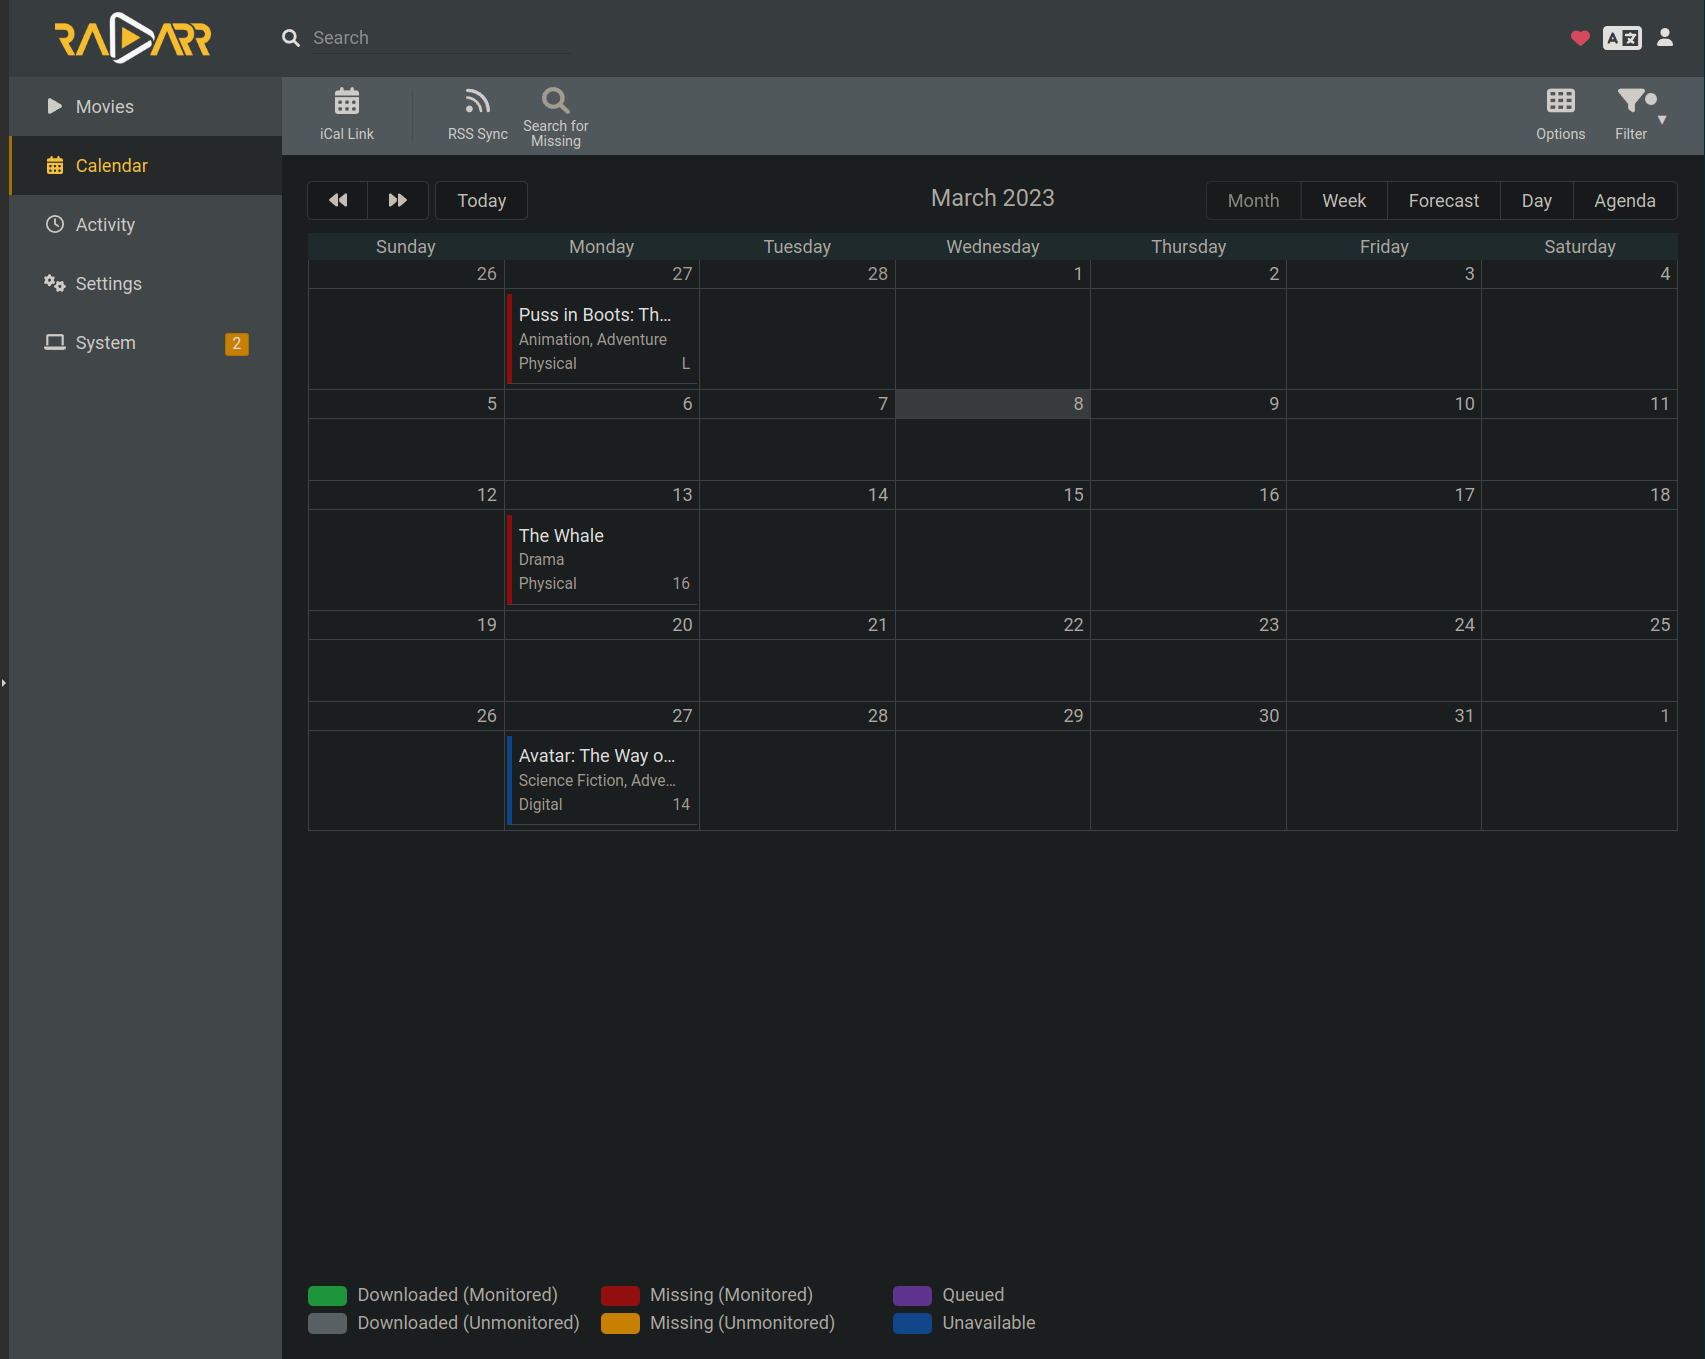 RADARR
Search
A
Movies
Calendar
Activity
Settings
System 2
iCal Link
RSS Sync
Search for
Missing
Options
Filter
Today
March 2023
Month Week Forecast Day Agenda
Sunday Monday Tuesday Wednesday Thursday Friday Saturday
26 27 28 1 2 3 4
Puss in Boots: Th...
Animation, Adventure
Physical L
5 6 7 8 9 10 11
12 13 14 15 16 17 18
The Whale
Drama
Physical 16
19 20 21 22 23 24 25
26 27 28 29 30 31 1
Avatar: The Way o...
Science Fiction, Adve...
Digital 14
Downloaded (Monitored) Missing (Monitored) Queued
Downloaded (Unmonitored) Missing (Unmonitored) Unavailable